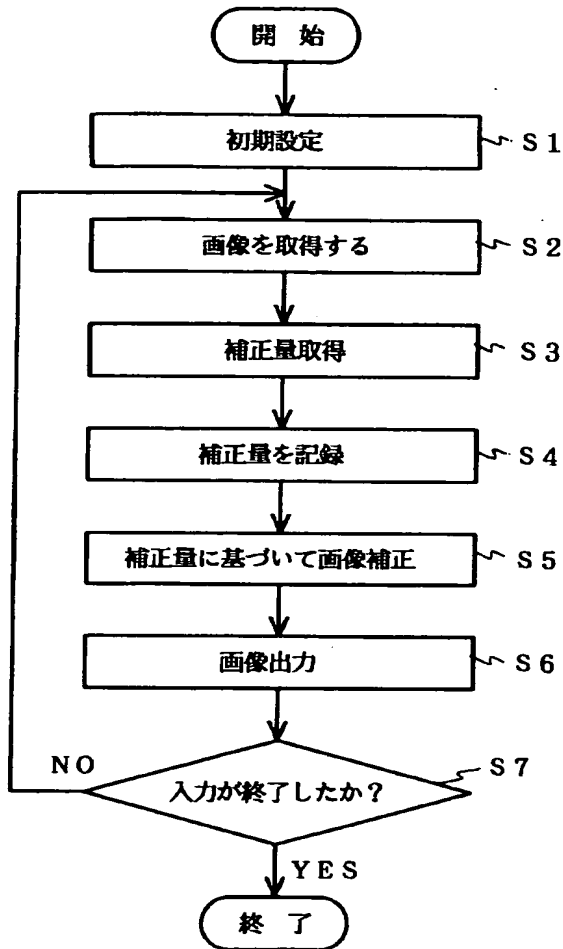 開 始
初期設定 S1
画像を取得する S2
補正量取得 S3
補正量を記録 S4
補正量に基づいて画像補正 S5
画像出力 S6
入力が終了したか? S7
NO
YES
終 了